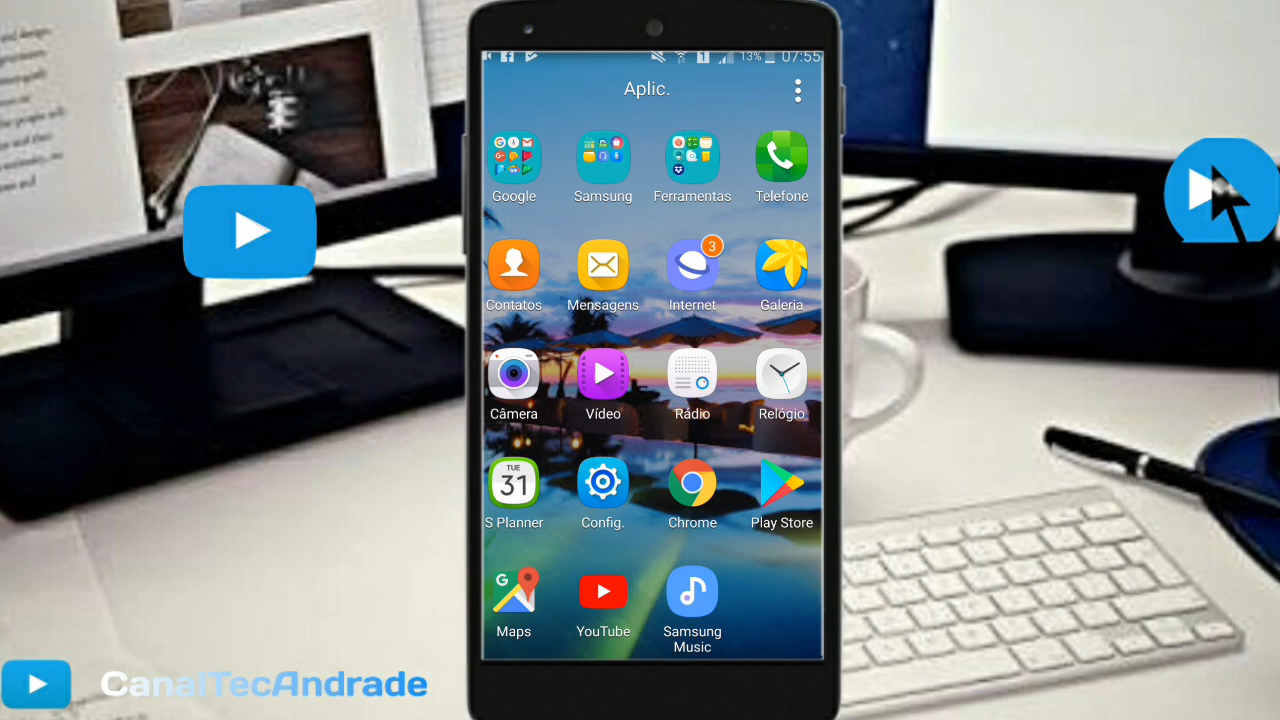 13% 07:55
Aplic.
Google Samsung Ferramentas Telefone
3
Contatos Mensagens Internet Galeria
Câmera Vídeo Rádio Relógio
TUE
31
S Planner Config. Chrome Play Store
G
Maps YouTube Samsung
Music
CanalTecAndrade